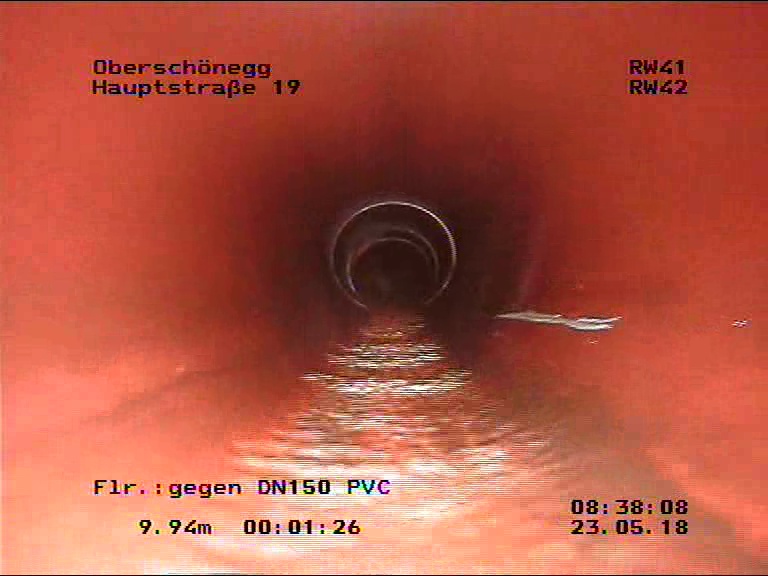 Oberschönegg RW41
Hauptstraße 19 RW42
Flr.:gegen DN150 PVC
08:38:08
9.94m 00:01:26 23.05.18